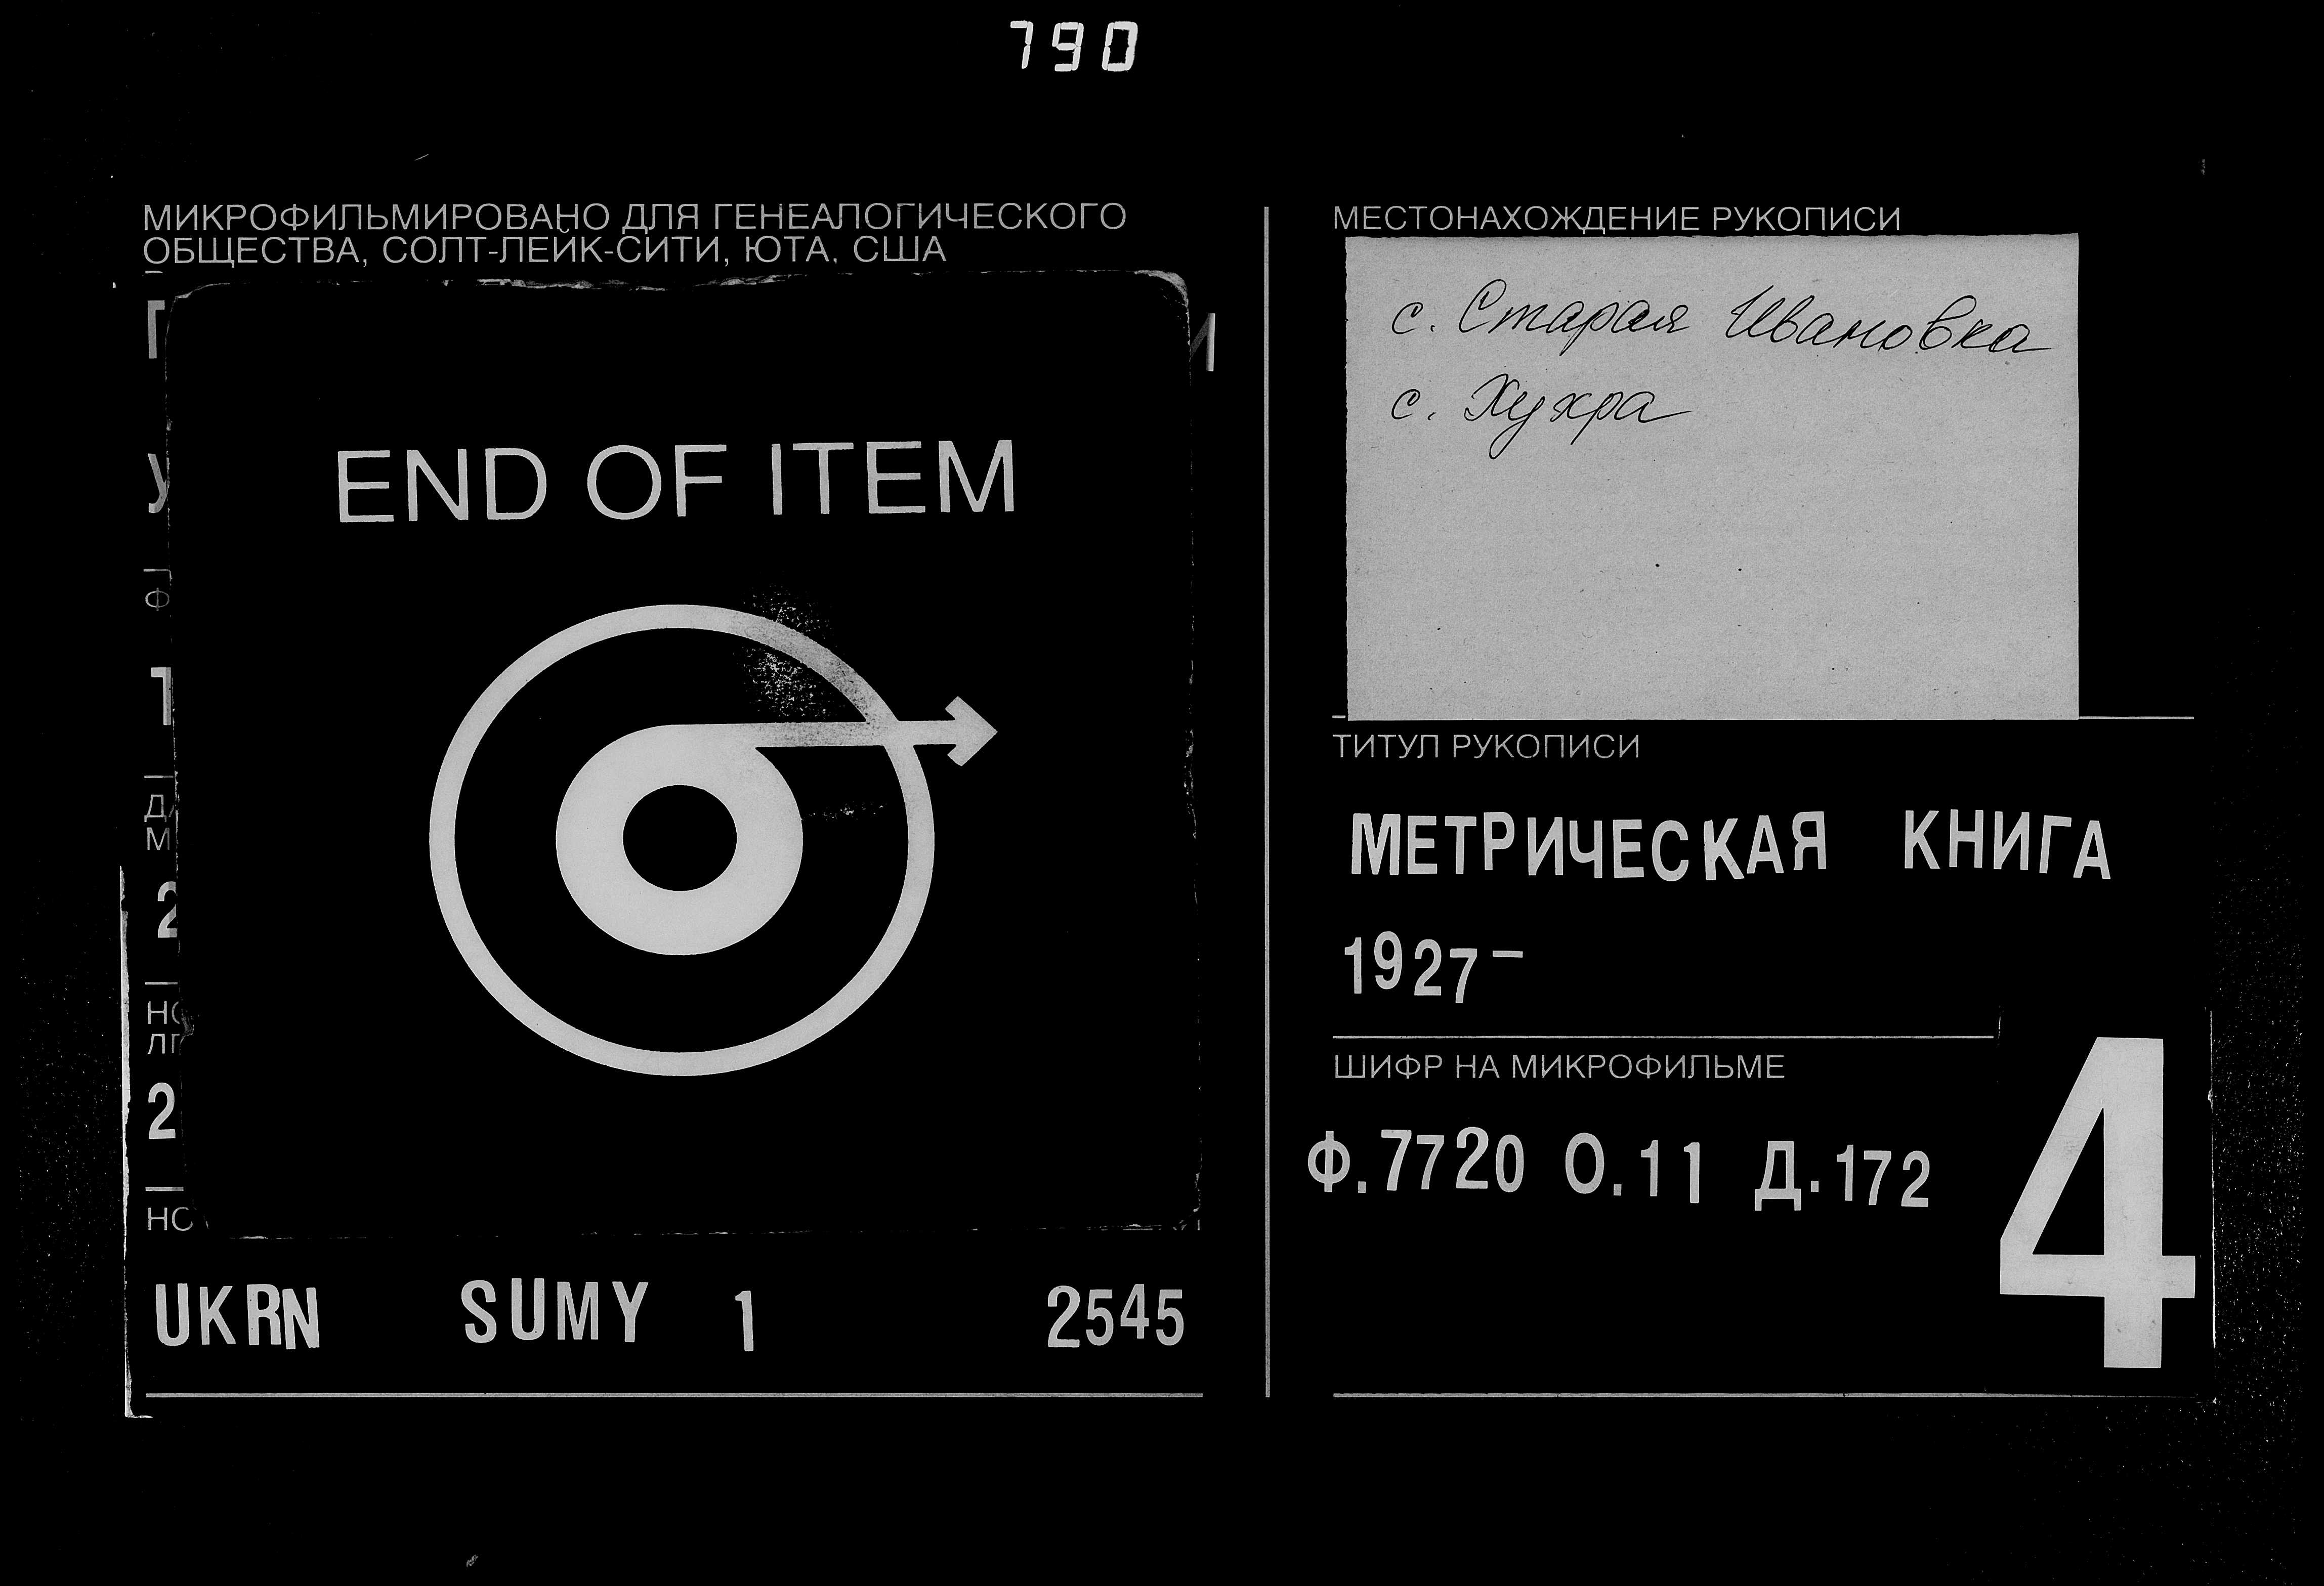 790
МИКРОФИЛЬМИРОВАНО ДЛЯ ГЕНЕАЛОГИЧЕСКОГО
ОБЩЕСТВА, СОЛТ-ЛЕЙК-СИТИ, ЮТА, США
END OF ITEM
UKRN SUMY 1 2545
МЕСТОНАХОЖДЕНИЕ РУКОПИСИ
с. Старая Ивановка
с. Хухра
ТИТУЛ РУКОПИСИ
МЕТРИЧЕСКАЯ КНИГА
1927-
ШИФР НА МИКРОФИЛЬМЕ
Ф.7720 О.11 Д.172
4